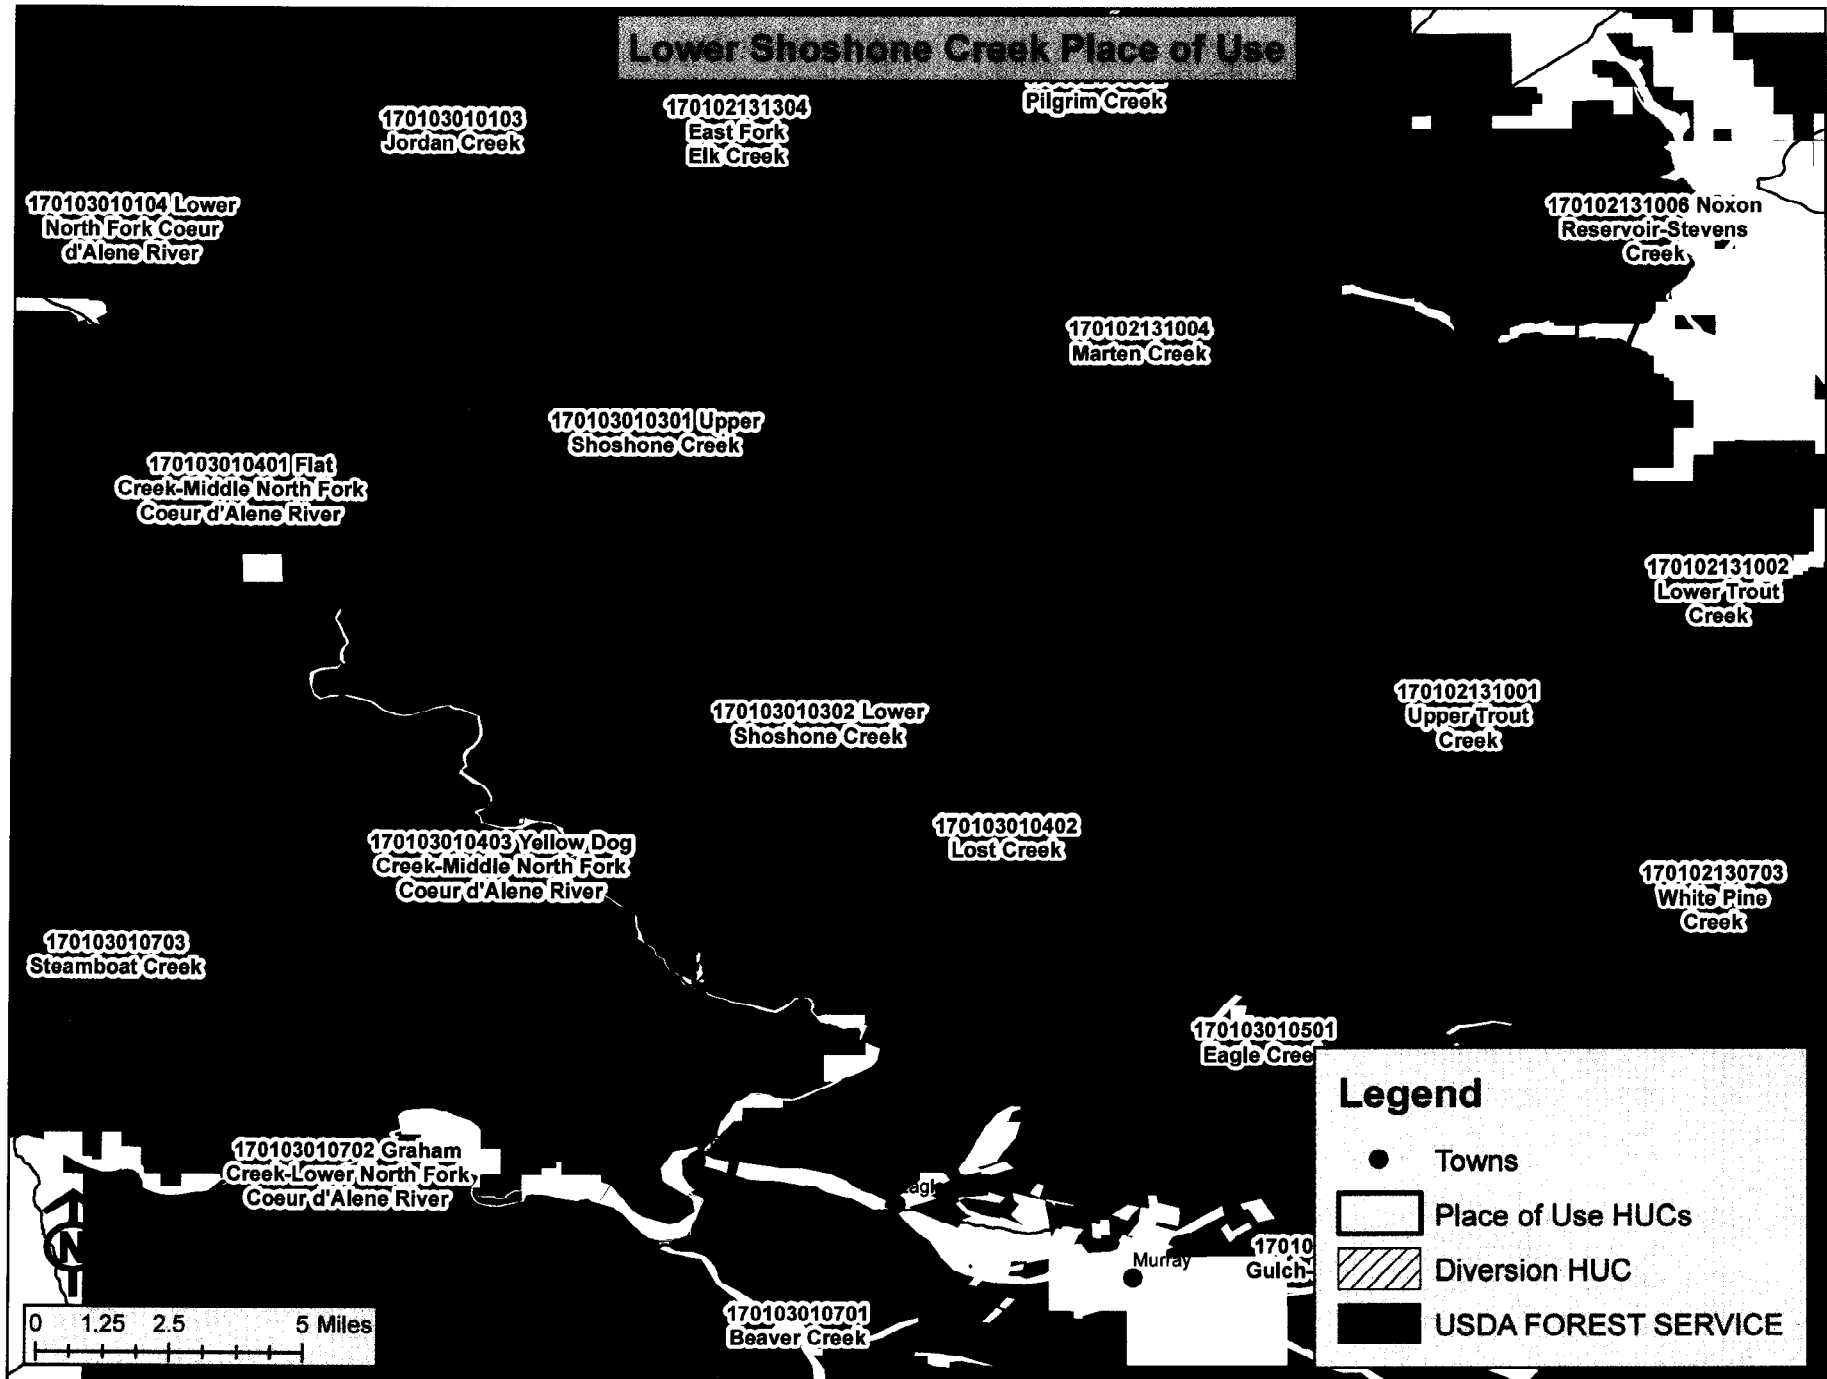 Lower Shoshone Creek Place of Use
Pilgrim Creek
170103010103
Jordan Creek
170102131304
East Fork
Elk Creek
170103010104 Lower
North Fork Coeur
d'Alene River
170102131006 Noxon
Reservoir-Stevens
Creek
170102131004
Marten Creek
170103010301 Upper
Shoshone Creek
170103010401 Flat
Creek-Middle North Fork
Coeur d'Alene River
170102131002
Lower Trout
Creek
170102131001
Upper Trout
Creek
170103010302 Lower
Shoshone Creek
170103010402
Lost Creek
170103010403 Yellow Dog
Creek-Middle North Fork
Coeur d'Alene River
170102130703
White Pine
Creek
170103010703
Steamboat Creek
170103010501
Eagle Cree
170103010702 Graham
Creek-Lower North Fork
Coeur d'Alene River
17010
Gulch-
Murray
170103010701
Beaver Creek
N
0 1.25 2.5 5 Miles
Legend
Towns
Place of Use HUCs
Diversion HUC
USDA FOREST SERVICE